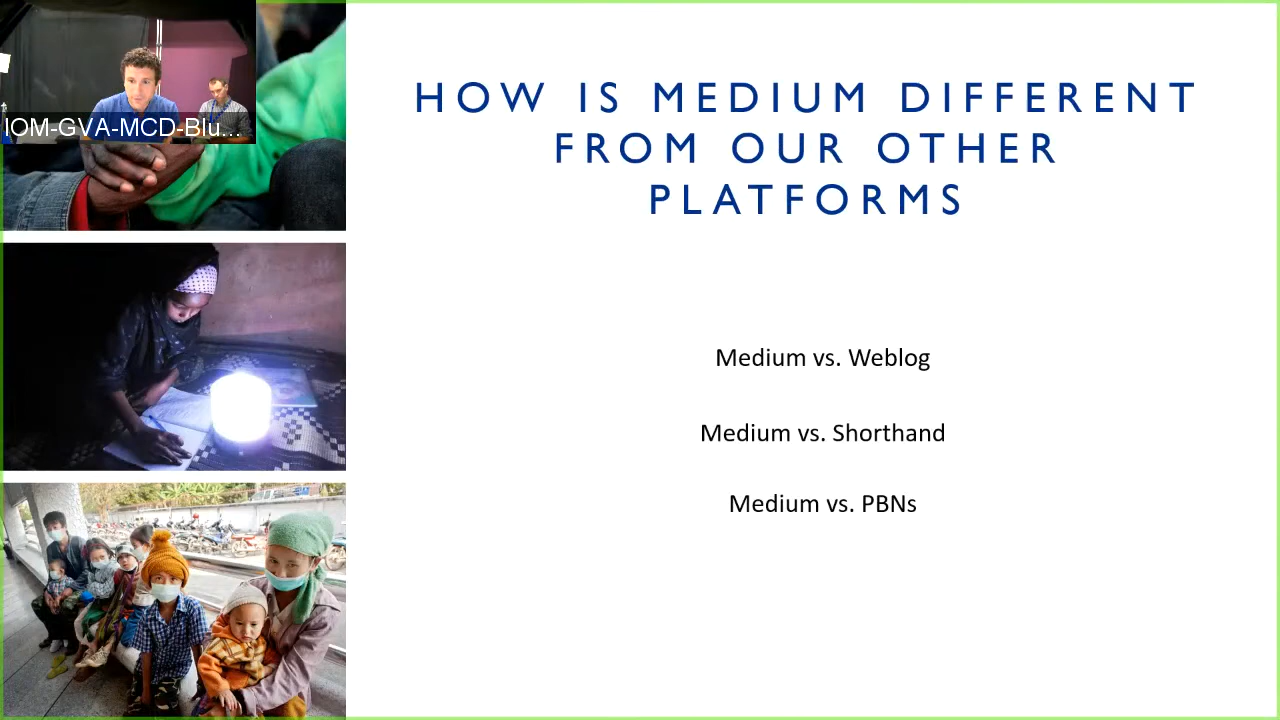 IOM-GVA-MCD-Blu...
HOW IS MEDIUM DIFFERENT
FROM OUR OTHER
PLATFORMS
Medium vs. Weblog
Medium vs. Shorthand
Medium vs. PBNs